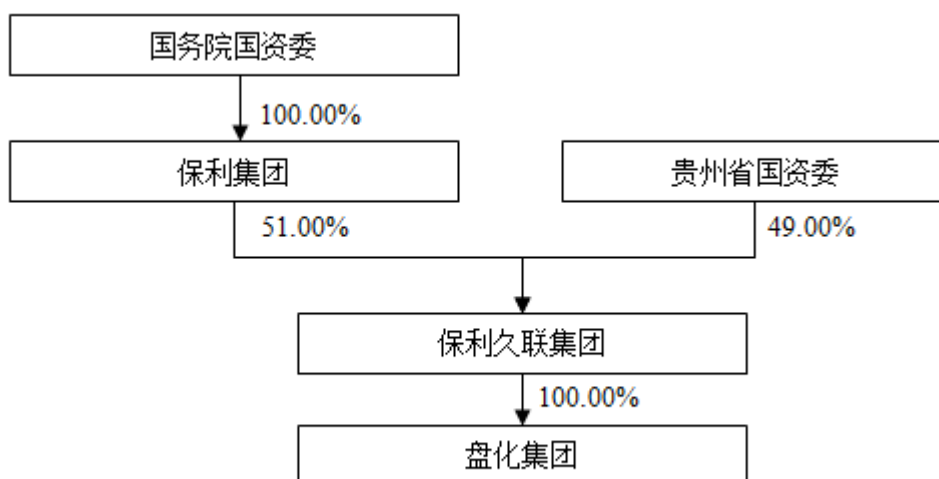 国务院国资委
100.00%
保利集团
贵州省国资委
51.00%
49.00%
保利久联集团
100.00%
盘化集团